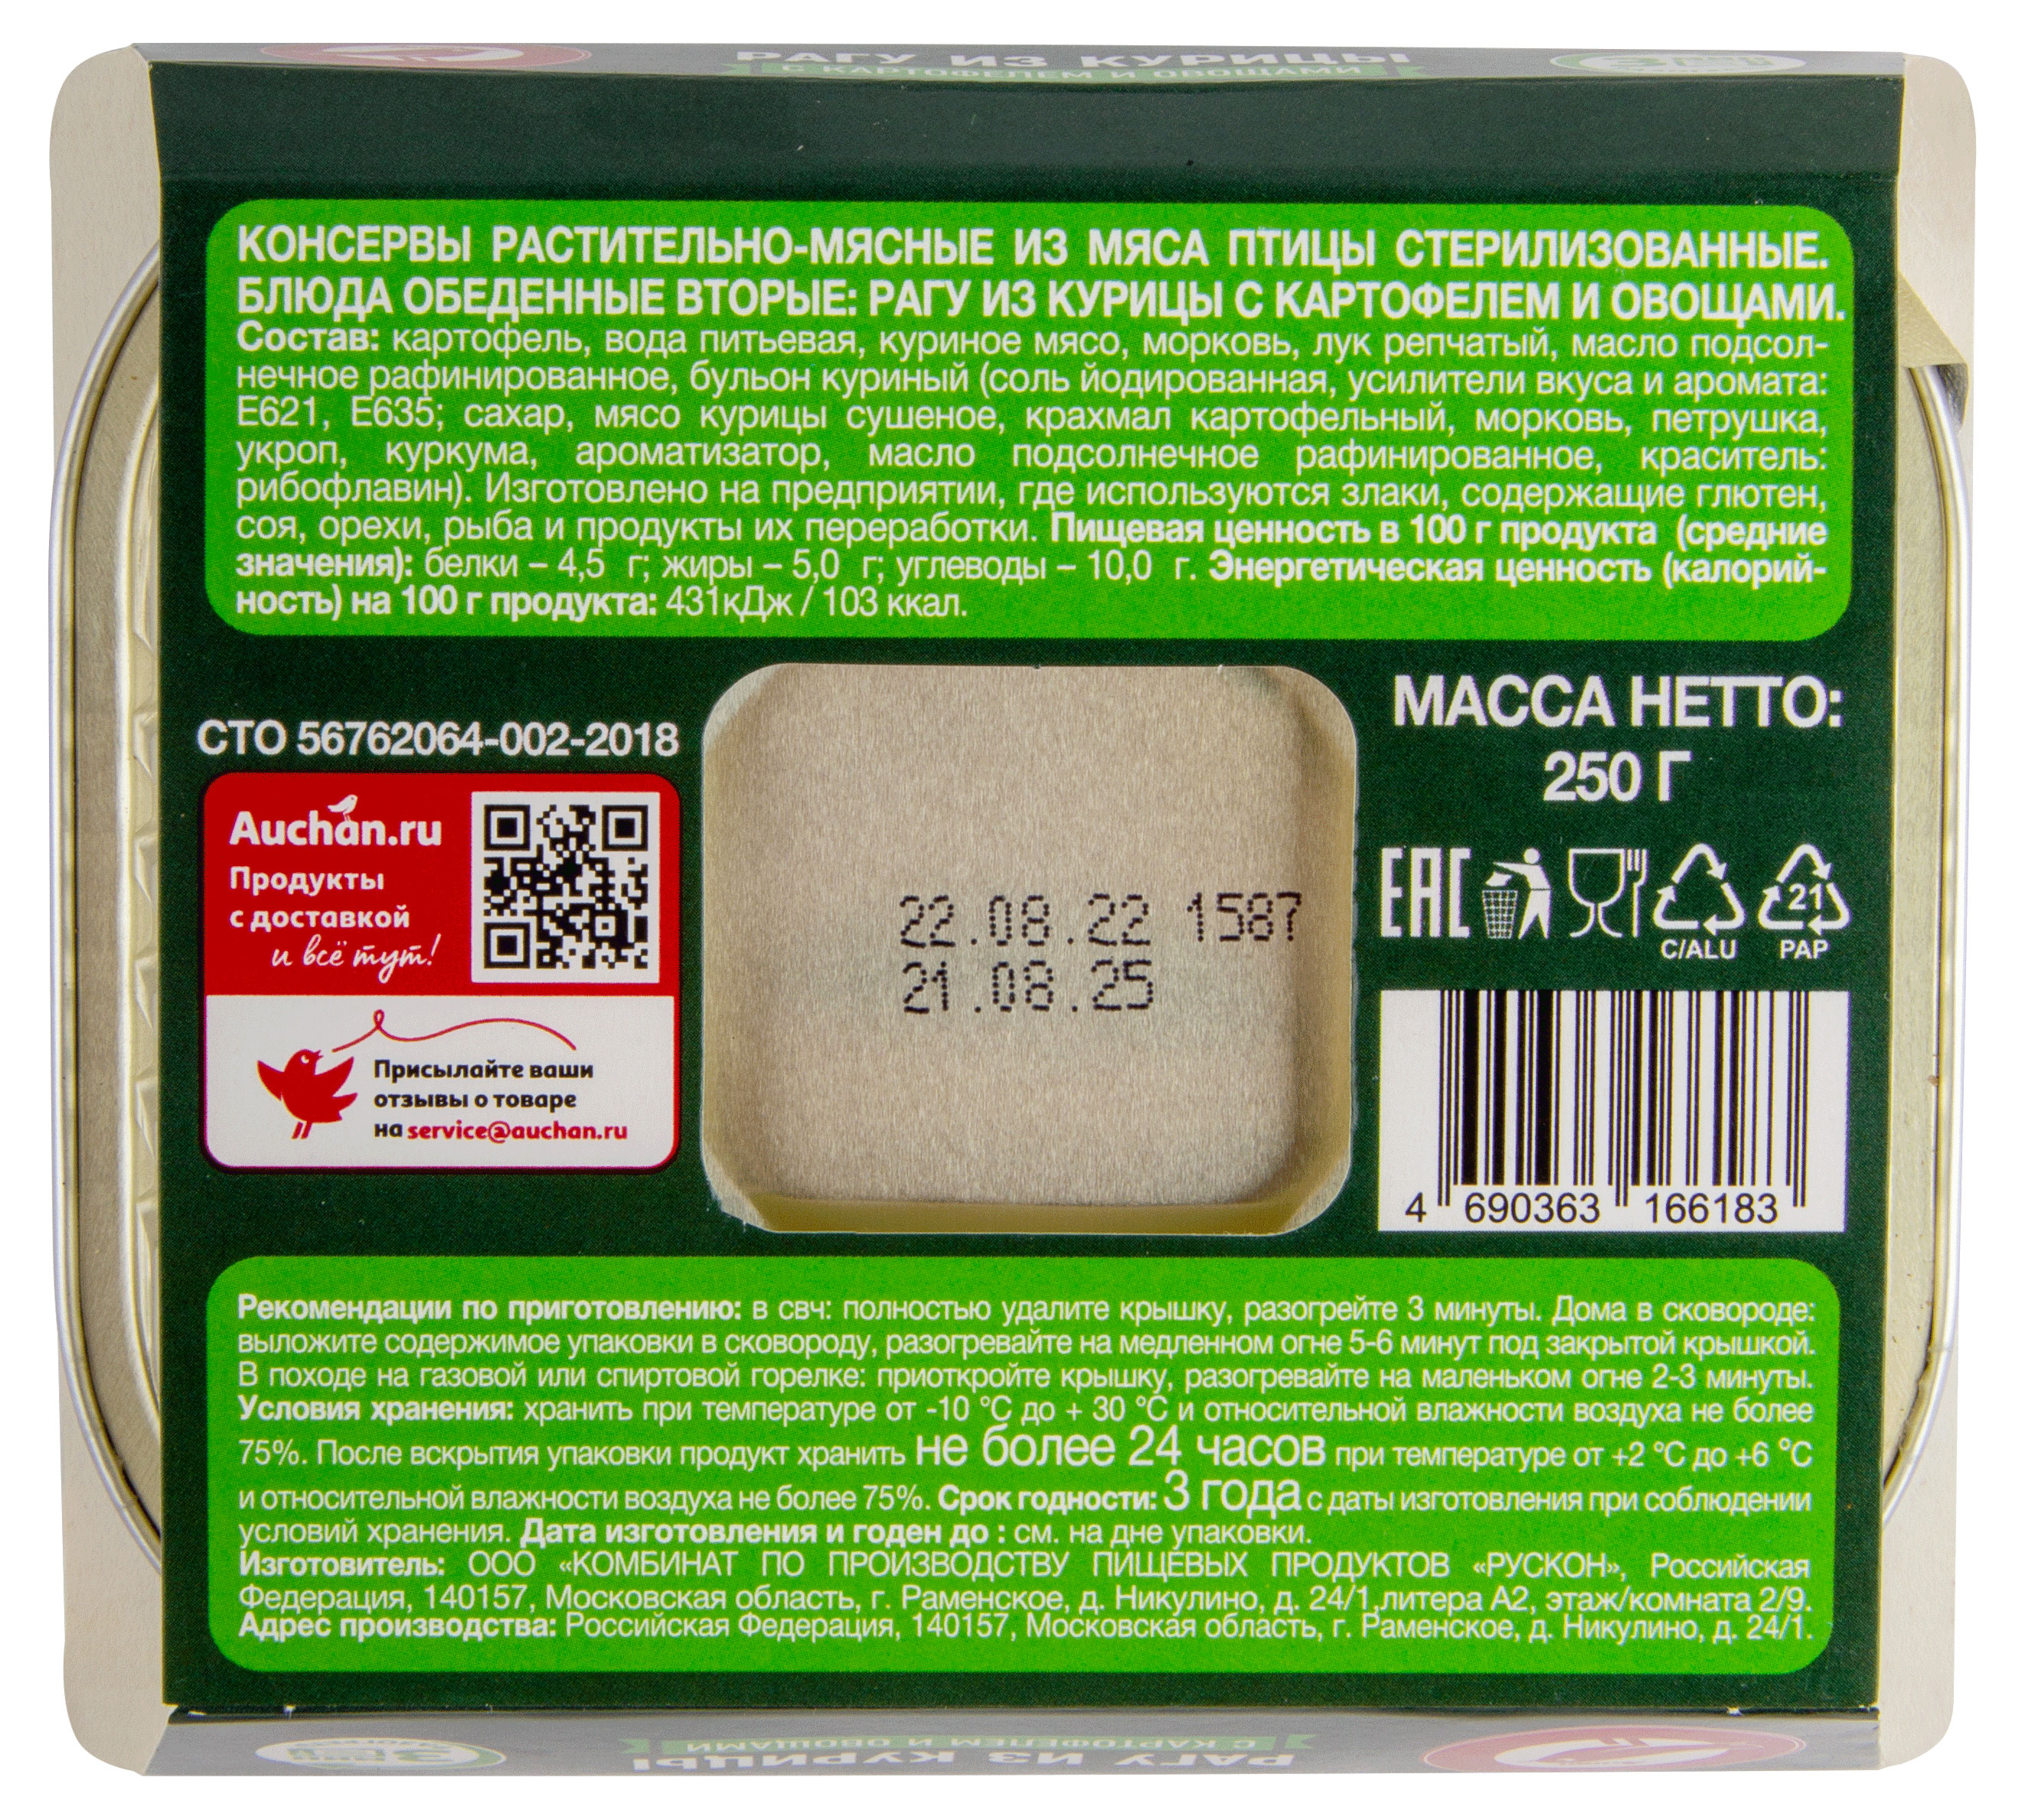 РАГУ ИЗ КУРИЦЫ
С КАРТОФЕЛЕМ И ОВОЩАМИ
КОНСЕРВЫ РАСТИТЕЛЬНО-МЯСНЫЕ ИЗ МЯСА ПТИЦЫ СТЕРИЛИЗОВАННЫЕ.
БЛЮДА ОБЕДЕННЫЕ ВТОРЫЕ: РАГУ ИЗ КУРИЦЫ С КАРТОФЕЛЕМ И ОВОЩАМИ.
Состав: картофель, вода питьевая, куриное мясо, морковь, лук репчатый, масло подсол-
нечное рафинированное, бульон куриный (соль йодированная, усилители вкуса и аромата:
Е621, Е635; сахар, мясо курицы сушеное, крахмал картофельный, морковь, петрушка,
укроп, куркума, ароматизатор, масло подсолнечное рафинированное, краситель:
рибофлавин). Изготовлено на предприятии, где используются злаки, содержащие глютен,
соя, орехи, рыба и продукты их переработки. Пищевая ценность в 100 г продукта (средние
значения): белки – 4,5 г; жиры – 5,0 г; углеводы – 10,0 г. Энергетическая ценность (калорий-
ность) на 100 г продукта: 431кДж / 103 ккал.
СТО 56762064-002-2018
Auchan.ru
Продукты
с доставкой
и всё тут!
Присылайте ваши
отзывы о товаре
на service@auchan.ru
22.08.22 1587
21.08.25
МАССА НЕТТО:
250 Г
EAC
21
C/ALU PAP
4 690363 166183
Рекомендации по приготовлению: в свч: полностью удалите крышку, разогрейте 3 минуты. Дома в сковороде:
выложите содержимое упаковки в сковороду, разогревайте на медленном огне 5-6 минут под закрытой крышкой.
В походе на газовой или спиртовой горелке: приоткройте крышку, разогревайте на маленьком огне 2-3 минуты.
Условия хранения: хранить при температуре от -10 °С до + 30 °С и относительной влажности воздуха не более
75%. После вскрытия упаковки продукт хранить не более 24 часов при температуре от +2 °С до +6 °С
и относительной влажности воздуха не более 75%. Срок годности: 3 года с даты изготовления при соблюдении
условий хранения. Дата изготовления и годен до : см. на дне упаковки.
Изготовитель: ООО «КОМБИНАТ ПО ПРОИЗВОДСТВУ ПИЩЕВЫХ ПРОДУКТОВ «РУСКОН», Российская
Федерация, 140157, Московская область, г. Раменское, д. Никулино, д. 24/1,литера А2, этаж/комната 2/9.
Адрес производства: Российская Федерация, 140157, Московская область, г. Раменское, д. Никулино, д. 24/1.
С КАРТОФЕЛЕМ И ОВОЩАМИ
РАГУ ИЗ КУРИЦЫ